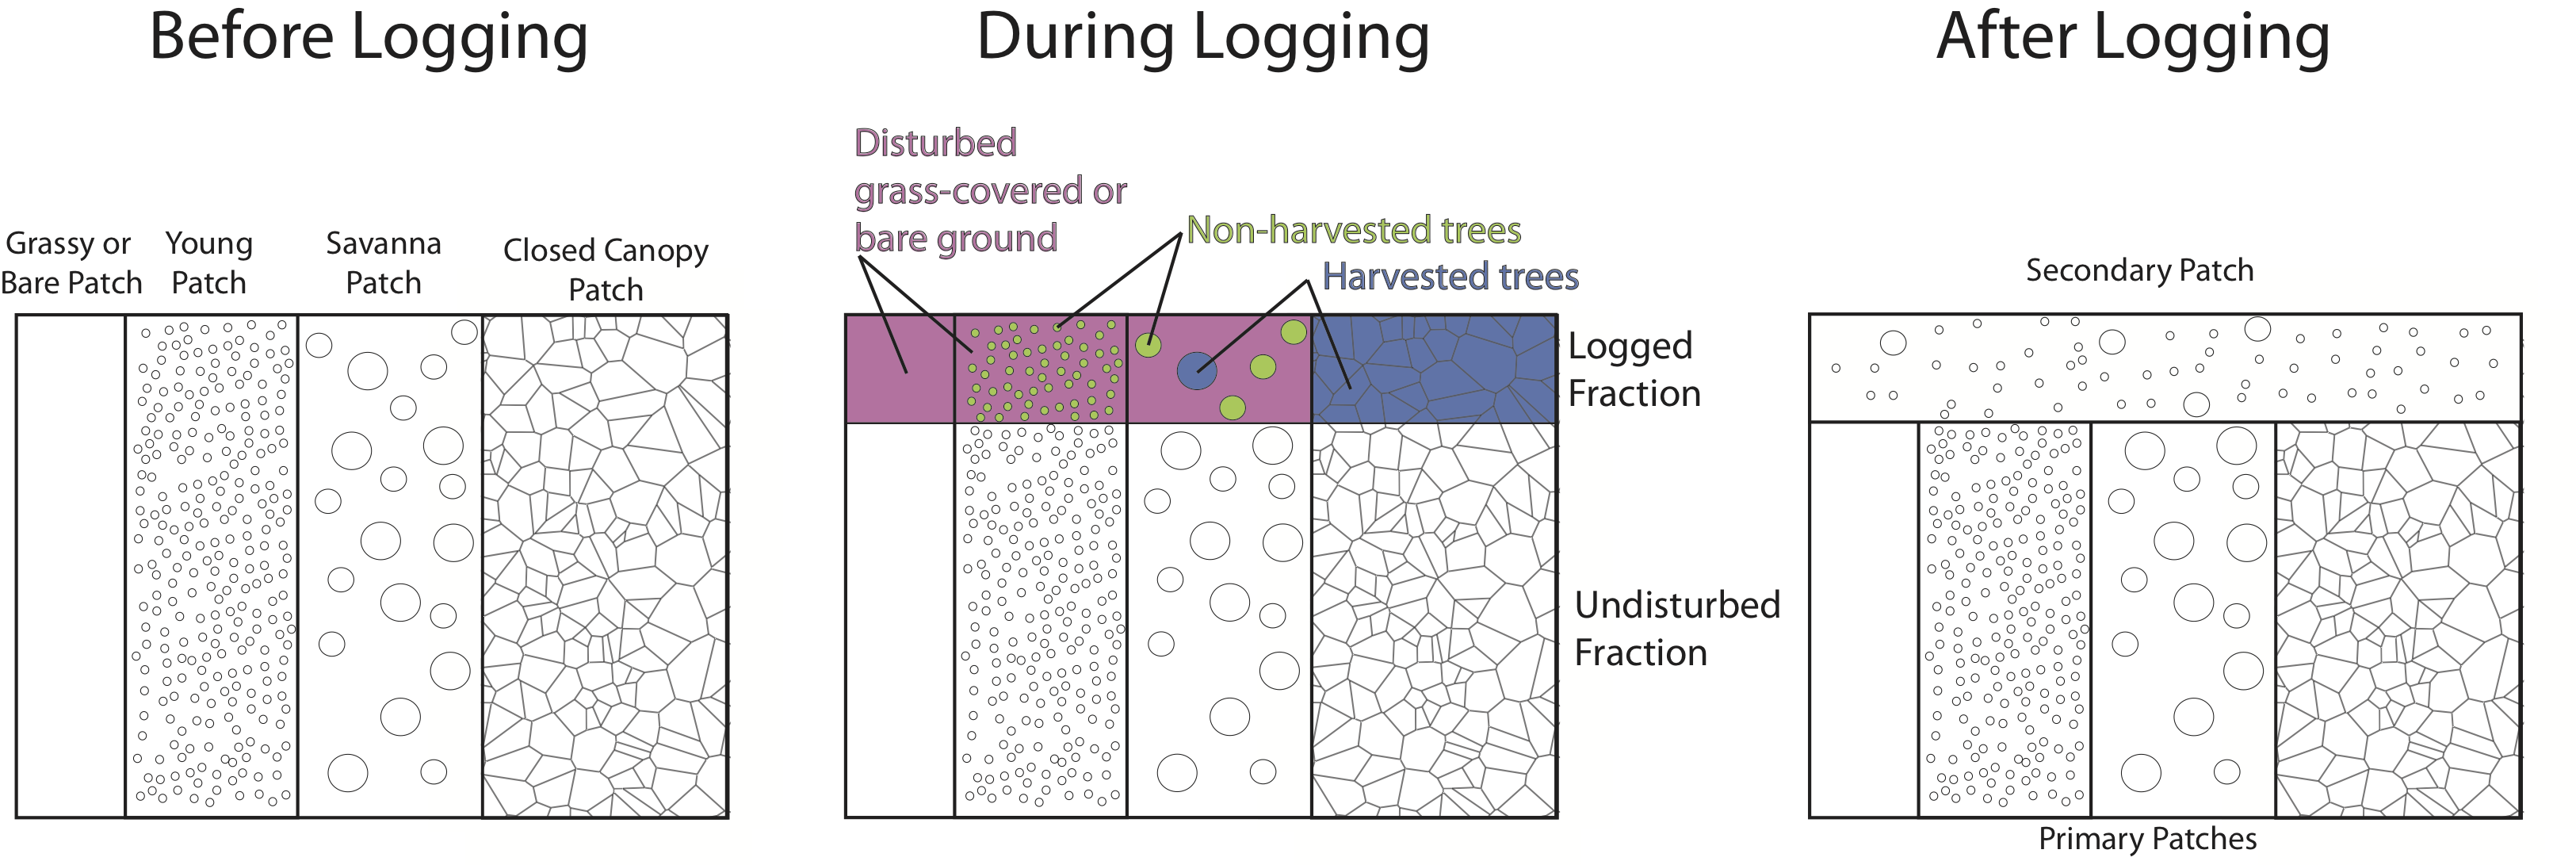 Before Logging
During Logging
After Logging
Grassy or
Bare Patch
Young
Patch
Savanna
Patch
Closed Canopy
Patch
Disturbed
grass-covered or
bare ground
Non-harvested trees
Harvested trees
Logged
Fraction
Undisturbed
Fraction
Secondary Patch
Primary Patches